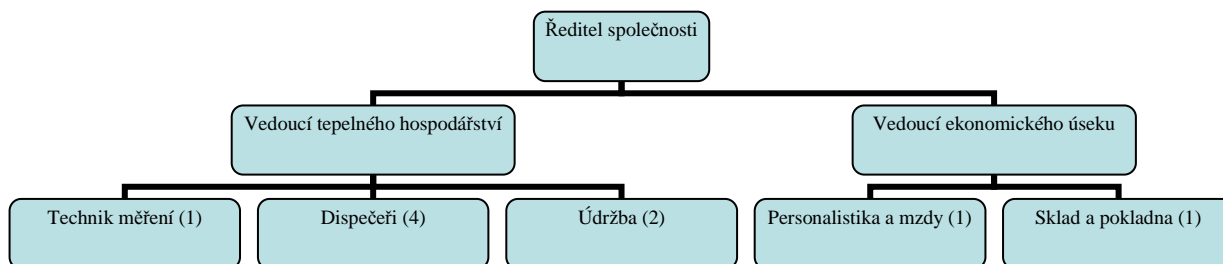 Ředitel společnosti
Vedoucí tepelného hospodářství
Vedoucí ekonomického úseku
Technik měření (1)
Dispečeři (4)
Údržba (2)
Personalistika a mzdy (1)
Sklad a pokladna (1)